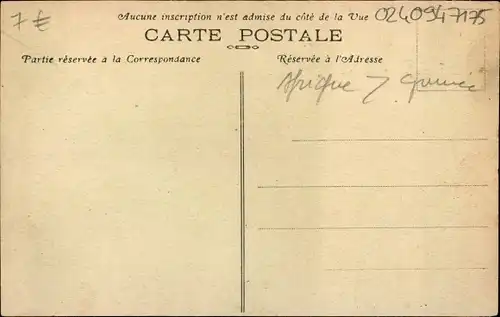 7€
Aucune inscription n'est admise du côté de la Vue
0240947175
CARTE POSTALE
Partie réservée à la Correspondance
Réservée à l'Adresse
Afrique / Guinée